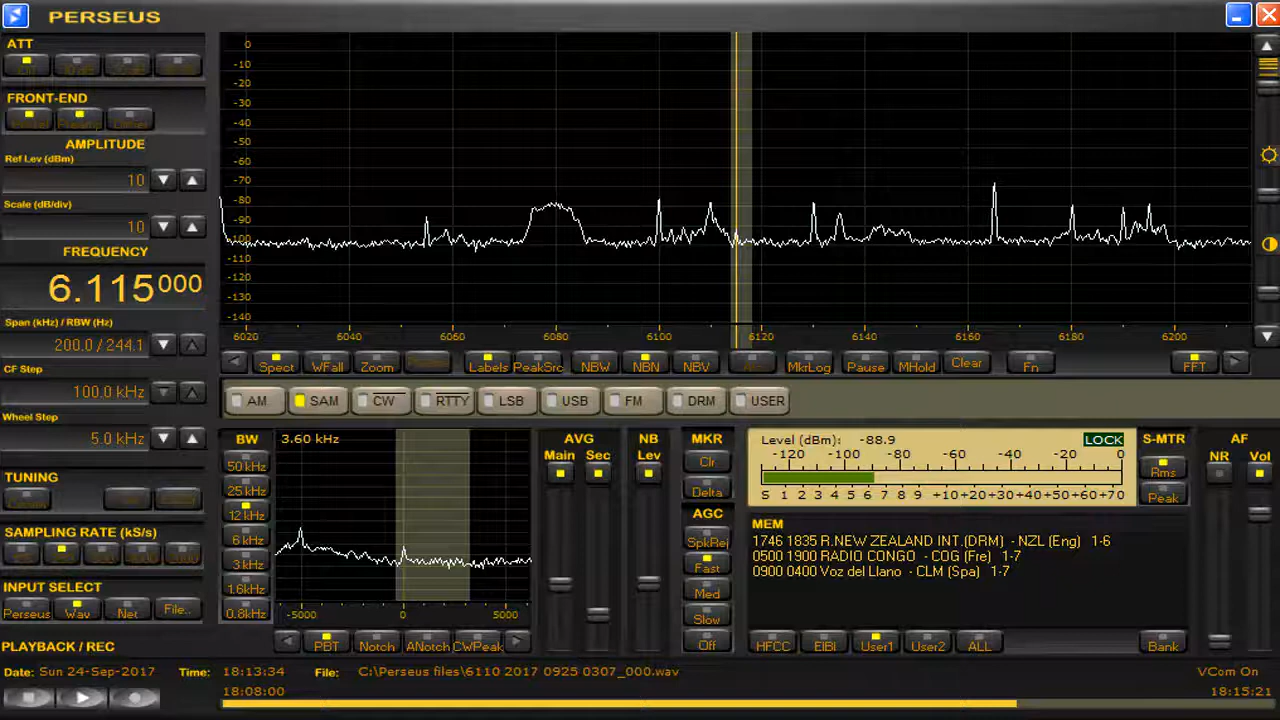 PERSEUS
ATT
FRONT-END
Preamp
AMPLITUDE
Ref Lev (dBm)
10
Scale (dB/div)
10
FREQUENCY
6.115000
Span (kHz) / RBW (Hz)
200.0 / 244.1
CF Step
100.0 kHz
Wheel Step
5.0 kHz
TUNING
SAMPLING RATE (kS/s)
INPUT SELECT
Perseus Wav Net File..
PLAYBACK / REC
0
-10
-20
-30
-40
-50
-60
-70
-80
-90
-100
-110
-120
-130
-140
6020 6040 6060 6080 6100 6120 6140 6160 6180 6200
Spect WFall Zoom Labels PeakSrc NBW NBN NBV MkrLog Pause MHold Clear Fn FFT
AM SAM CW RTTY LSB USB FM DRM USER
BW
50 kHz
25 kHz
12 kHz
6 kHz
3 kHz
1.6kHz
0.8kHz
3.60 kHz
-5000 0 5000
PBT Notch ANotch CWPeak
AVG
Main Sec
NB
Lev
MKR
Clr
Delta
AGC
SpkRej
Fast
Med
Slow
Off
Level (dBm): -88.9 LOCK
-120 -100 -80 -60 -40 -20 0
S 1 2 3 4 5 6 7 8 9 +10 +20 +30 +40 +50 +60 +70
S-MTR
Rms
Peak
AF
NR Vol
MEM
1746 1835 R.NEW ZEALAND INT.(DRM) - NZL (Eng) 1-6
0500 1900 RADIO CONGO - COG (Fre) 1-7
0900 0400 Voz del Llano - CLM (Spa) 1-7
HFCC EIBI User1 User2 ALL Bank
Date: Sun 24-Sep-2017 Time: 18:13:34 File: C:\Perseus files\6110 2017 0925 0307_000.wav VCom On
18:08:00 18:15:21